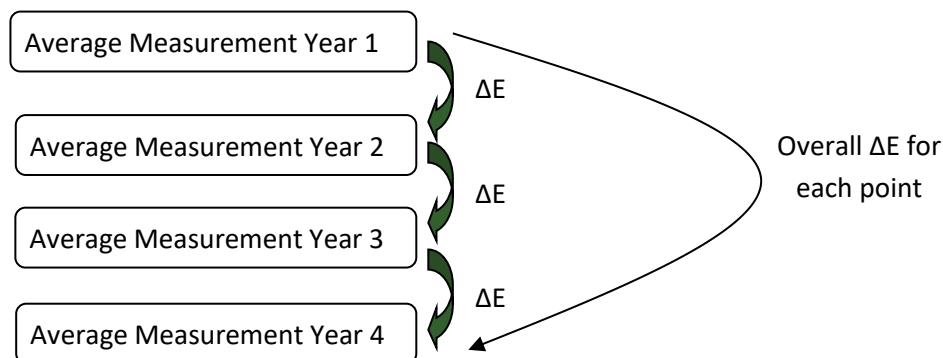 Average Measurement Year 1
ΔE
Average Measurement Year 2
Overall ΔE for
each point
ΔE
Average Measurement Year 3
ΔE
Average Measurement Year 4